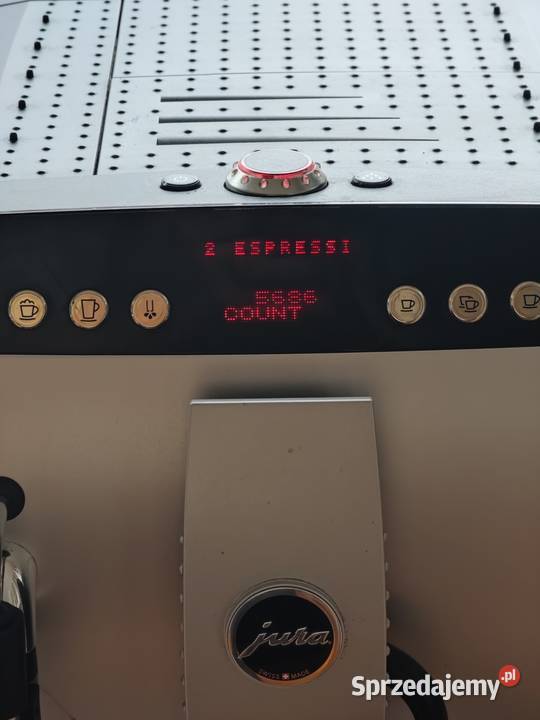 2 ESPRESSI
5686
COUNT
jura
SWISS MADE
Sprzedajemy.pl